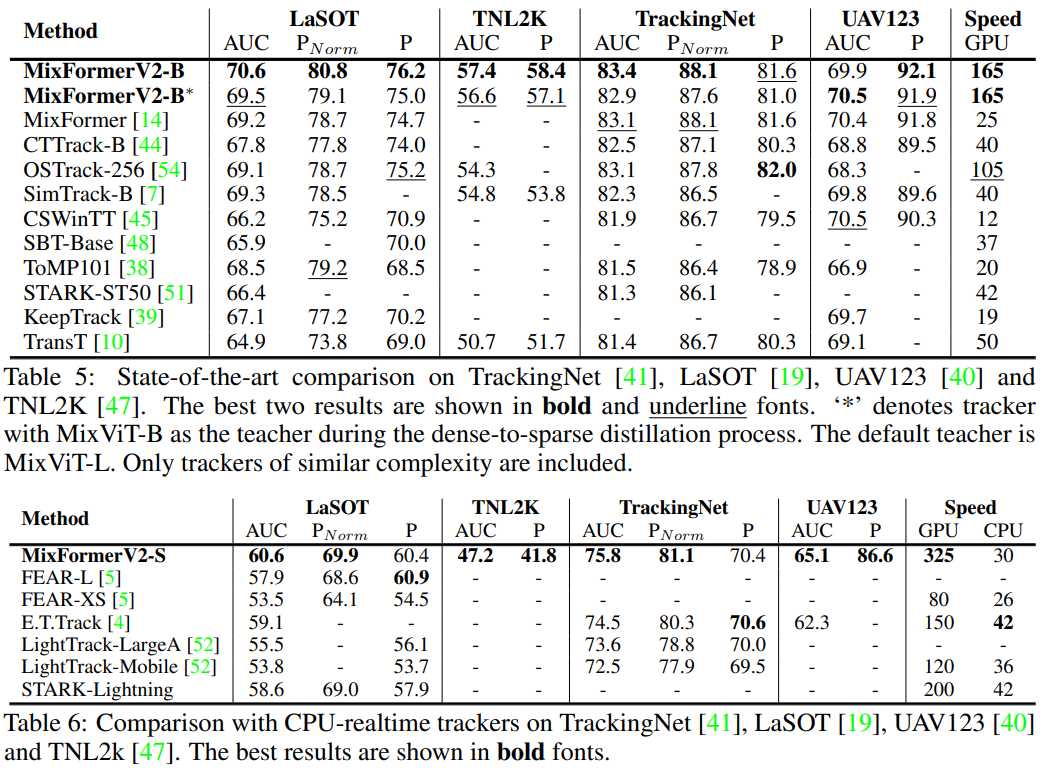 Method LaSOT TNL2K TrackingNet UAV123 Speed
AUC P_Norm P AUC P AUC P_Norm P AUC P GPU
MixFormerV2-B 70.6 80.8 76.2 57.4 58.4 83.4 88.1 81.6 69.9 92.1 165
MixFormerV2-B* 69.5 79.1 75.0 56.6 57.1 82.9 87.6 81.0 70.5 91.9 165
MixFormer [14] 69.2 78.7 74.7 - - 83.1 88.1 81.6 70.4 91.8 25
CTTrack-B [44] 67.8 77.8 74.0 - - 82.5 87.1 80.3 68.8 89.5 40
OSTrack-256 [54] 69.1 78.7 75.2 54.3 - 83.1 87.8 82.0 68.3 - 105
SimTrack-B [7] 69.3 78.5 - 54.8 53.8 82.3 86.5 - 69.8 89.6 40
CSWinTT [45] 66.2 75.2 70.9 - - 81.9 86.7 79.5 70.5 90.3 12
SBT-Base [48] 65.9 - 70.0 - - - - - - - 37
ToMP101 [38] 68.5 79.2 68.5 - - 81.5 86.4 78.9 66.9 - 20
STARK-ST50 [51] 66.4 - - - - 81.3 86.1 - - - 42
KeepTrack [39] 67.1 77.2 70.2 - - - - - 69.7 - 19
TransT [10] 64.9 73.8 69.0 50.7 51.7 81.4 86.7 80.3 69.1 - 50
Table 5: State-of-the-art comparison on TrackingNet [41], LaSOT [19], UAV123 [40] and
TNL2K [47]. The best two results are shown in bold and underline fonts. ‘*’ denotes tracker
with MixViT-B as the teacher during the dense-to-sparse distillation process. The default teacher is
MixViT-L. Only trackers of similar complexity are included.
Method LaSOT TNL2K TrackingNet UAV123 Speed
AUC P_Norm P AUC P AUC P_Norm P AUC P GPU CPU
MixFormerV2-S 60.6 69.9 60.4 47.2 41.8 75.8 81.1 70.4 65.1 86.6 325 30
FEAR-L [5] 57.9 68.6 60.9 - - - - - - - - -
FEAR-XS [5] 53.5 64.1 54.5 - - - - - - - 80 26
E.T.Track [4] 59.1 - - - - 74.5 80.3 70.6 62.3 - 150 42
LightTrack-LargeA [52] 55.5 - 56.1 - - 73.6 78.8 70.0 - - - -
LightTrack-Mobile [52] 53.8 - 53.7 - - 72.5 77.9 69.5 - - 120 36
STARK-Lightning 58.6 69.0 57.9 - - - - - - - 200 42
Table 6: Comparison with CPU-realtime trackers on TrackingNet [41], LaSOT [19], UAV123 [40]
and TNL2k [47]. The best results are shown in bold fonts.